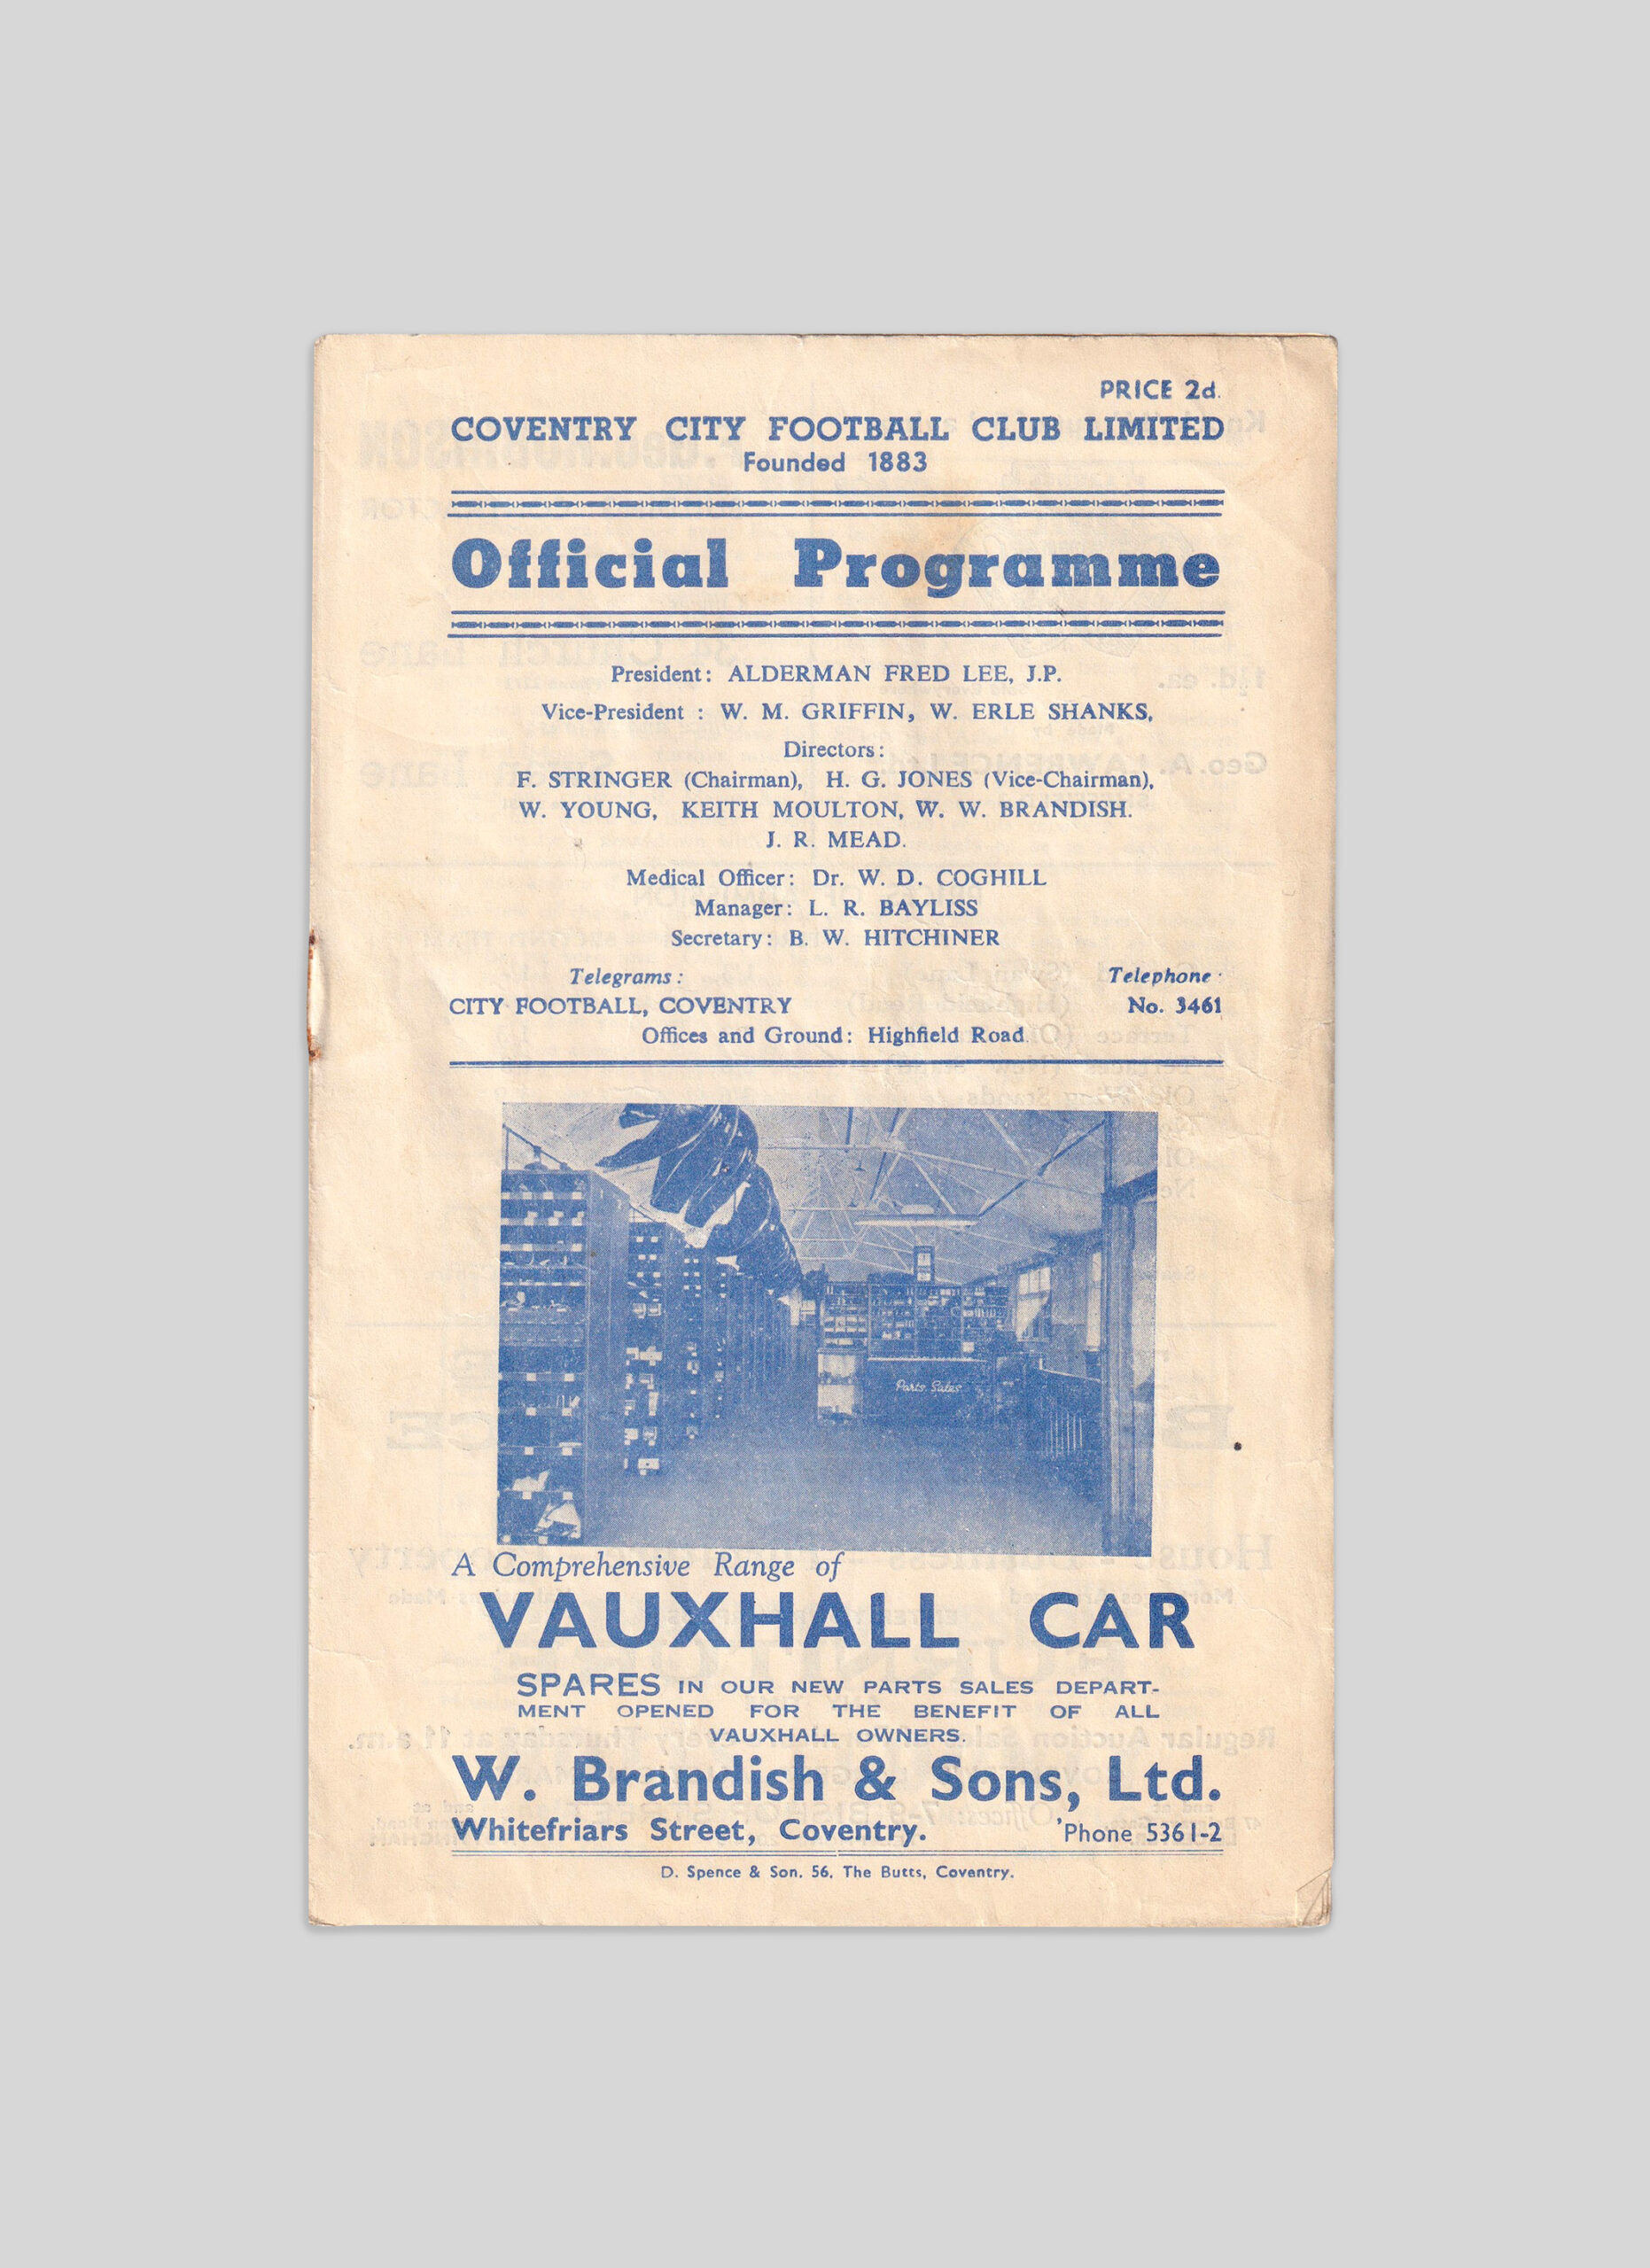 PRICE 2d.
COVENTRY CITY FOOTBALL CLUB LIMITED
Founded 1883
Official Programme
President: ALDERMAN FRED LEE, J.P.
Vice-President : W. M. GRIFFIN, W. ERLE SHANKS,
Directors:
F. STRINGER (Chairman), H. G. JONES (Vice-Chairman),
W. YOUNG, KEITH MOULTON, W. W. BRANDISH.
J. R. MEAD.
Medical Officer: Dr. W. D. COGHILL
Manager: L. R. BAYLISS
Secretary: B. W. HITCHINER
Telegrams: Telephone
CITY FOOTBALL, COVENTRY No. 3461
Offices and Ground: Highfield Road.
Parts Sales
A Comprehensive Range of
VAUXHALL CAR
SPARES IN OUR NEW PARTS SALES DEPART-
MENT OPENED FOR THE BENEFIT OF ALL
VAUXHALL OWNERS.
W. Brandish & Sons, Ltd.
Whitefriars Street, Coventry. 'Phone 5361-2
D. Spence & Son. 56, The Butts, Coventry.